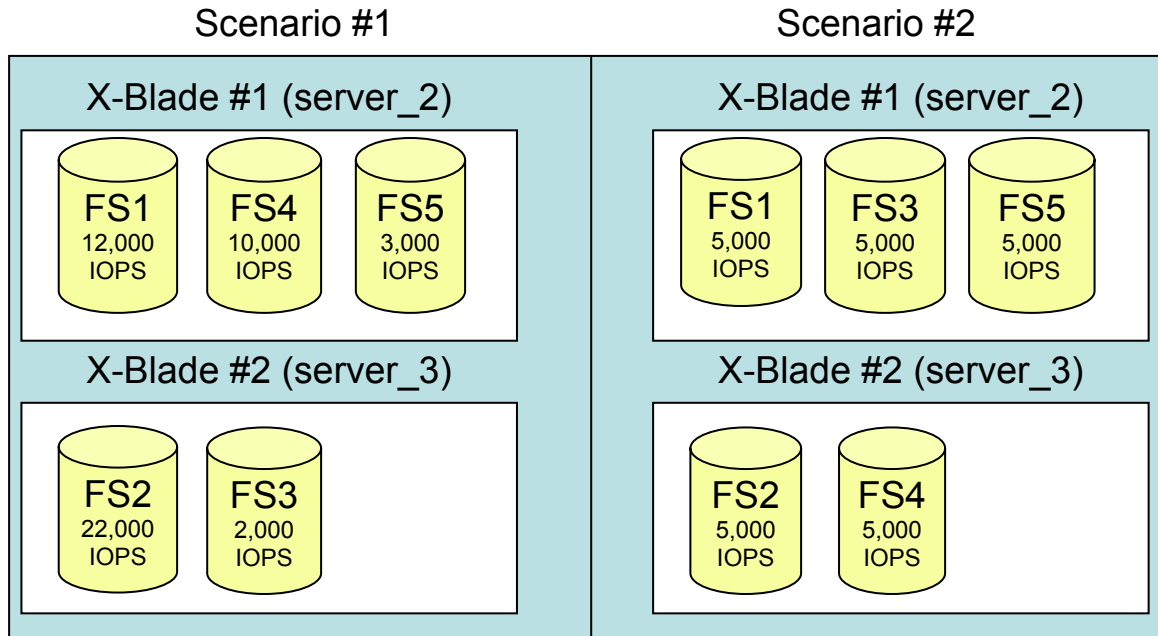 Scenario #1
Scenario #2
X-Blade #1 (server_2)
FS1
12,000
IOPS
FS4
10,000
IOPS
FS5
3,000
IOPS
X-Blade #2 (server_3)
FS2
22,000
IOPS
FS3
2,000
IOPS
X-Blade #1 (server_2)
FS1
5,000
IOPS
FS3
5,000
IOPS
FS5
5,000
IOPS
X-Blade #2 (server_3)
FS2
5,000
IOPS
FS4
5,000
IOPS